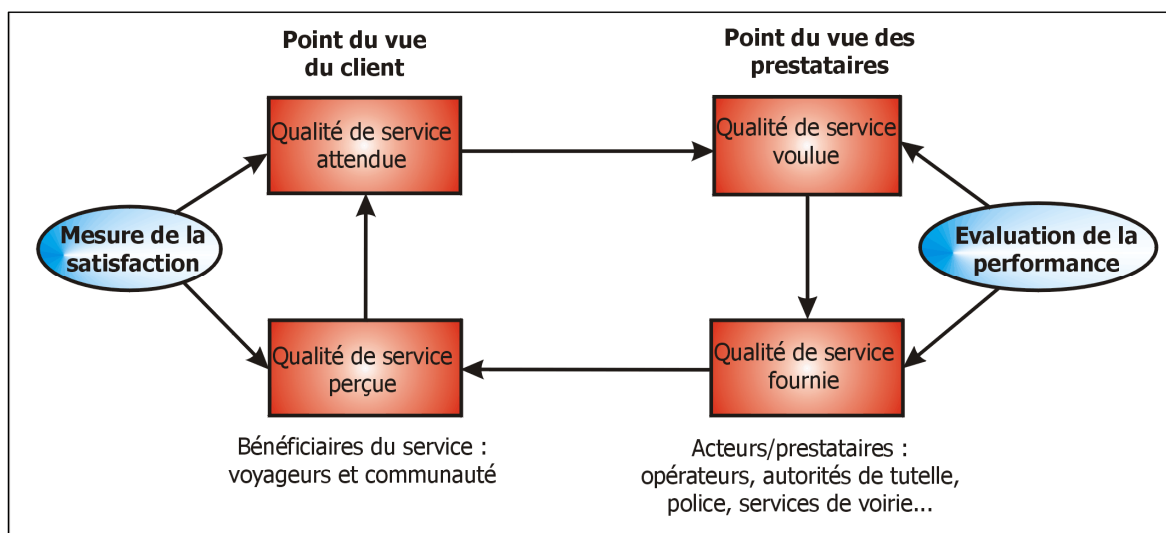 Point du vue
du client
Point du vue des
prestataires
Qualité de service
attendue
Qualité de service
voulue
Mesure de la
satisfaction
Evaluation de la
performance
Qualité de service
perçue
Qualité de service
fournie
Bénéficiaires du service :
voyageurs et communauté
Acteurs/prestataires :
opérateurs, autorités de tutelle,
police, services de voirie...